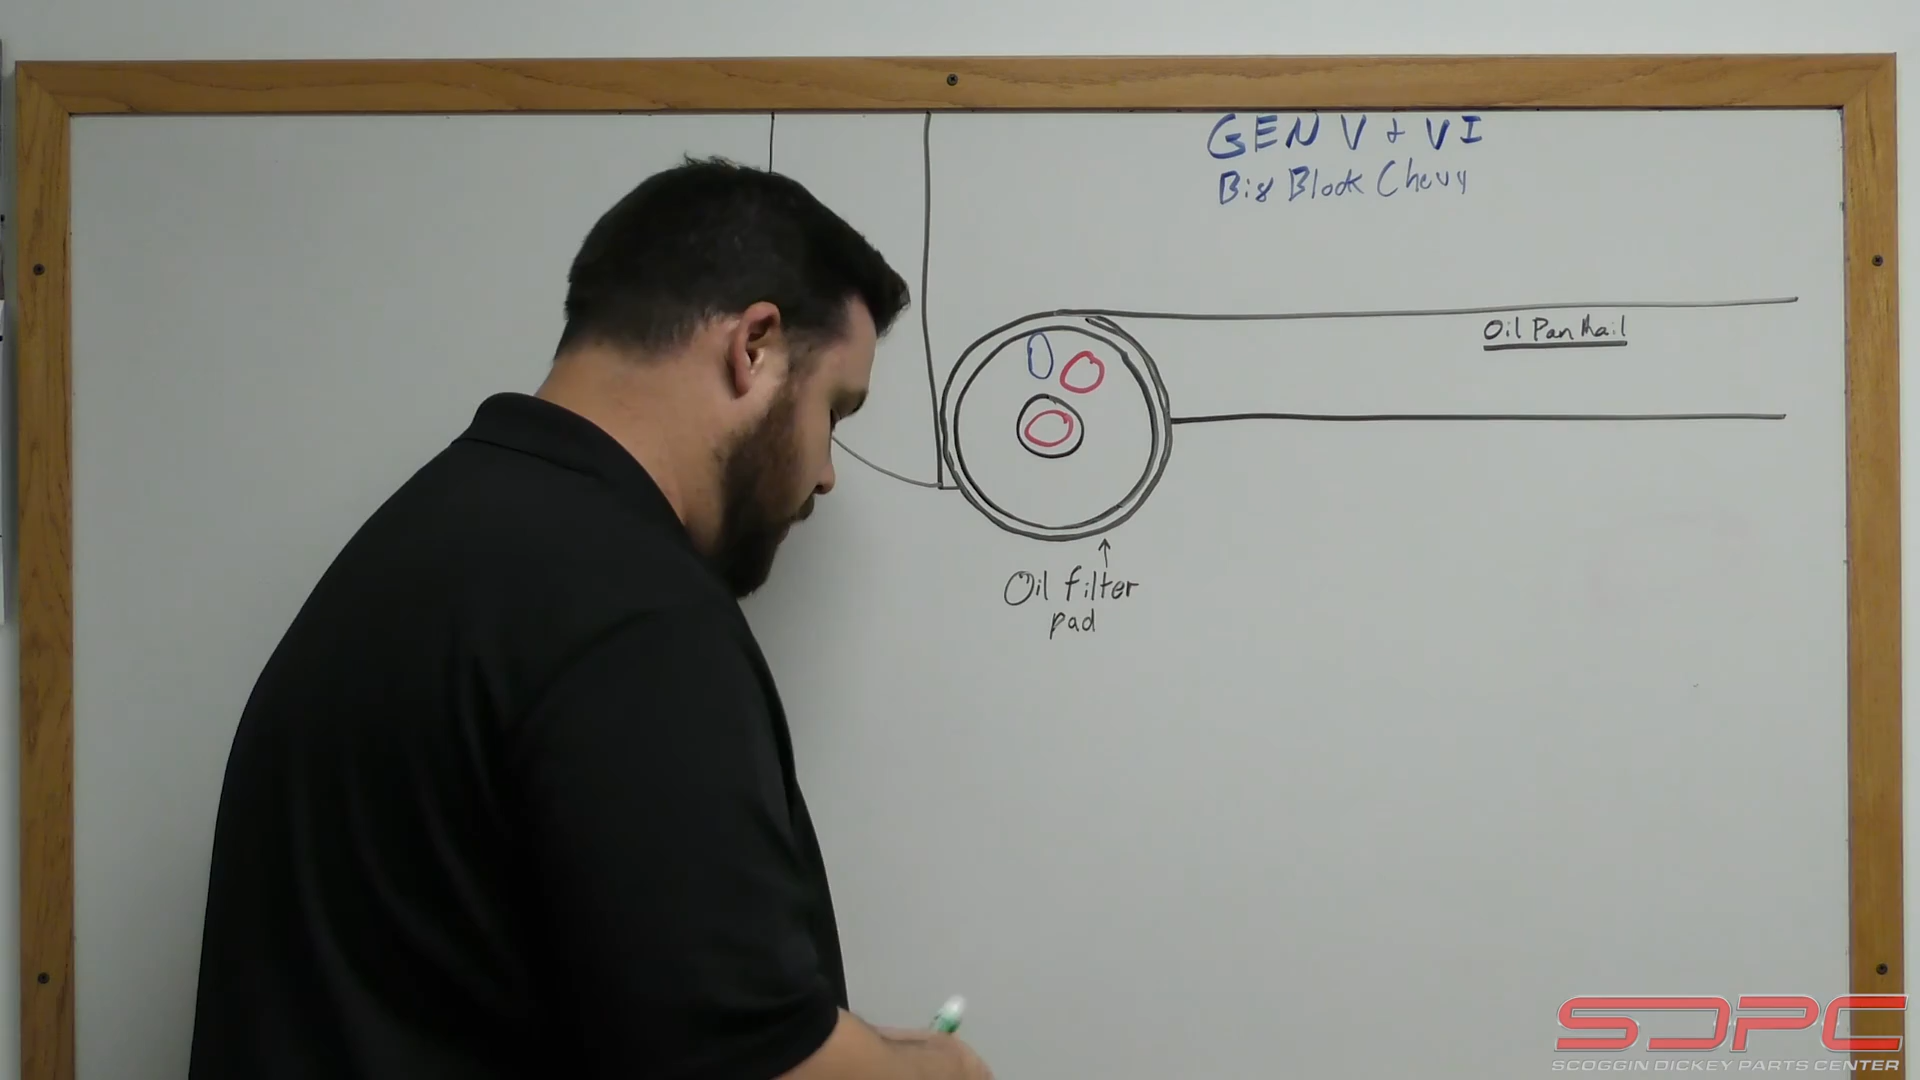 GEN V + VI
Big Block Chevy
Oil Pan Rail
Oil filter
pad
SDPC
SCOGGIN DICKEY PARTS CENTER